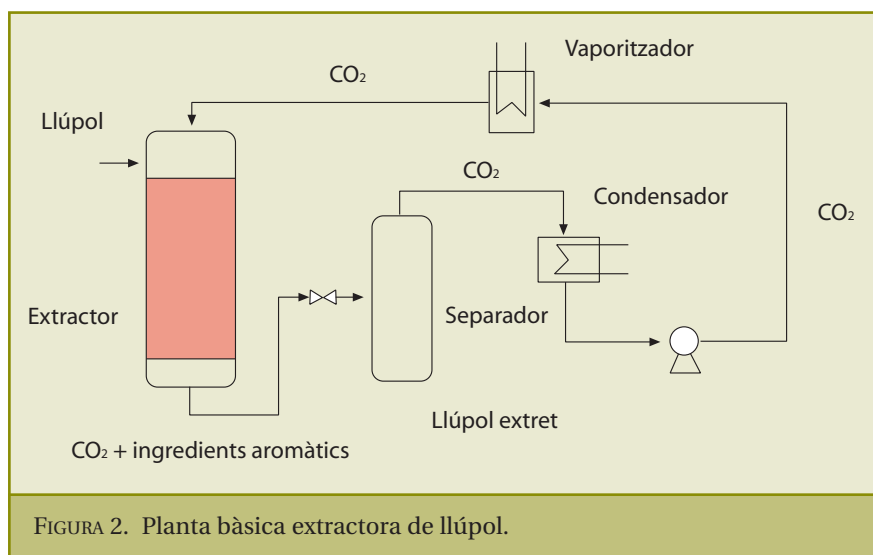 Vaporitzador
CO₂
Llúpol
CO₂
Condensador
CO₂
Extractor
Separador
Llúpol extret
CO₂ + ingredients aromàtics
FIGURA 2. Planta bàsica extractora de llúpol.